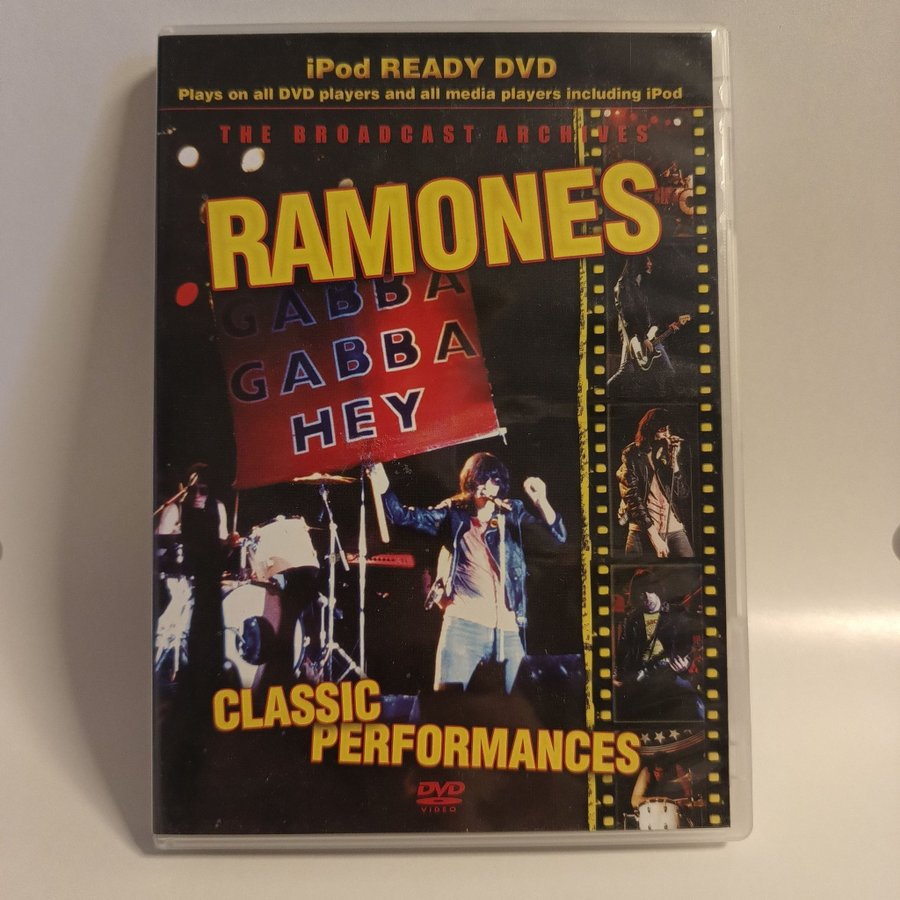 iPod READY DVD
Plays on all DVD players and all media players including iPod
THE BROADCAST ARCHIVES
RAMONES
GABBA
GABBA
HEY
CLASSIC
PERFORMANCES
DVD
VIDEO